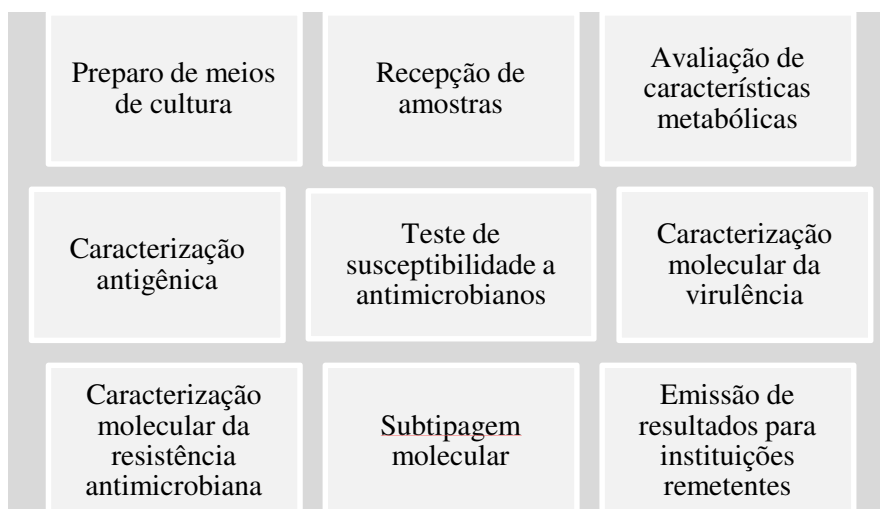 Preparo de meios
de cultura
Recepção de
amostras
Avaliação de
características
metabólicas
Caracterização
antigênica
Teste de
susceptibilidade a
antimicrobianos
Caracterização
molecular da
virulência
Caracterização
molecular da
resistência
antimicrobiana
Subtipagem
molecular
Emissão de
resultados para
instituições
remetentes